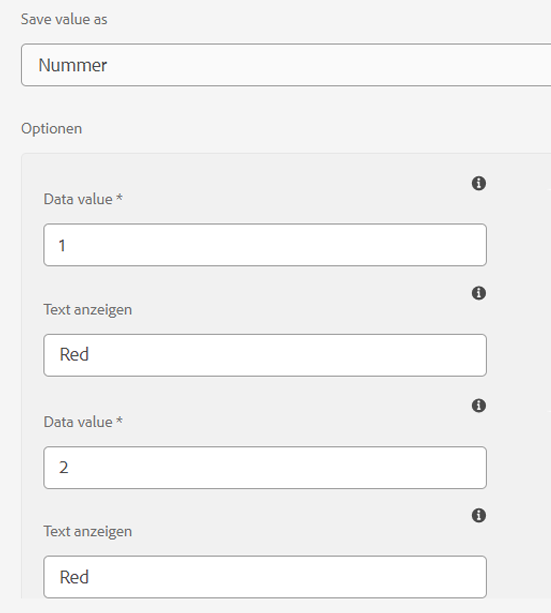 Save value as
Nummer
Optionen
Data value *
1
Text anzeigen
Red
Data value *
2
Text anzeigen
Red